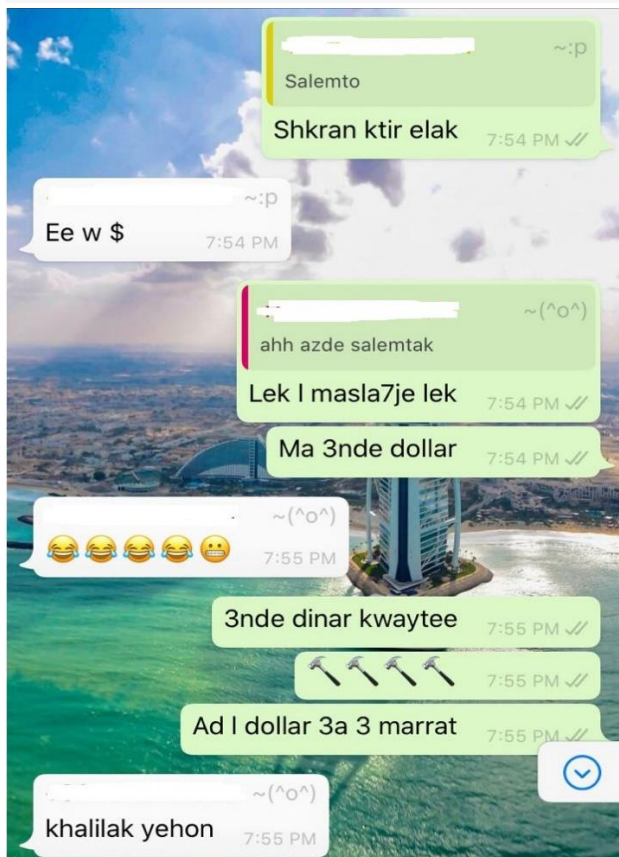 ~:p
Salemto
Shkran ktir elak 7:54 PM
~:p
Ee w $ 7:54 PM
~(^o^)
ahh azde salemtak
Lek l masla7je lek 7:54 PM
Ma 3nde dollar 7:54 PM
~(^o^)
😂😂😂😂😬 7:55 PM
3nde dinar kwaytee 7:55 PM
🔨🔨🔨🔨 7:55 PM
Ad l dollar 3a 3 marrat 7:55 PM
~(^o^)
khalilak yehon 7:55 PM